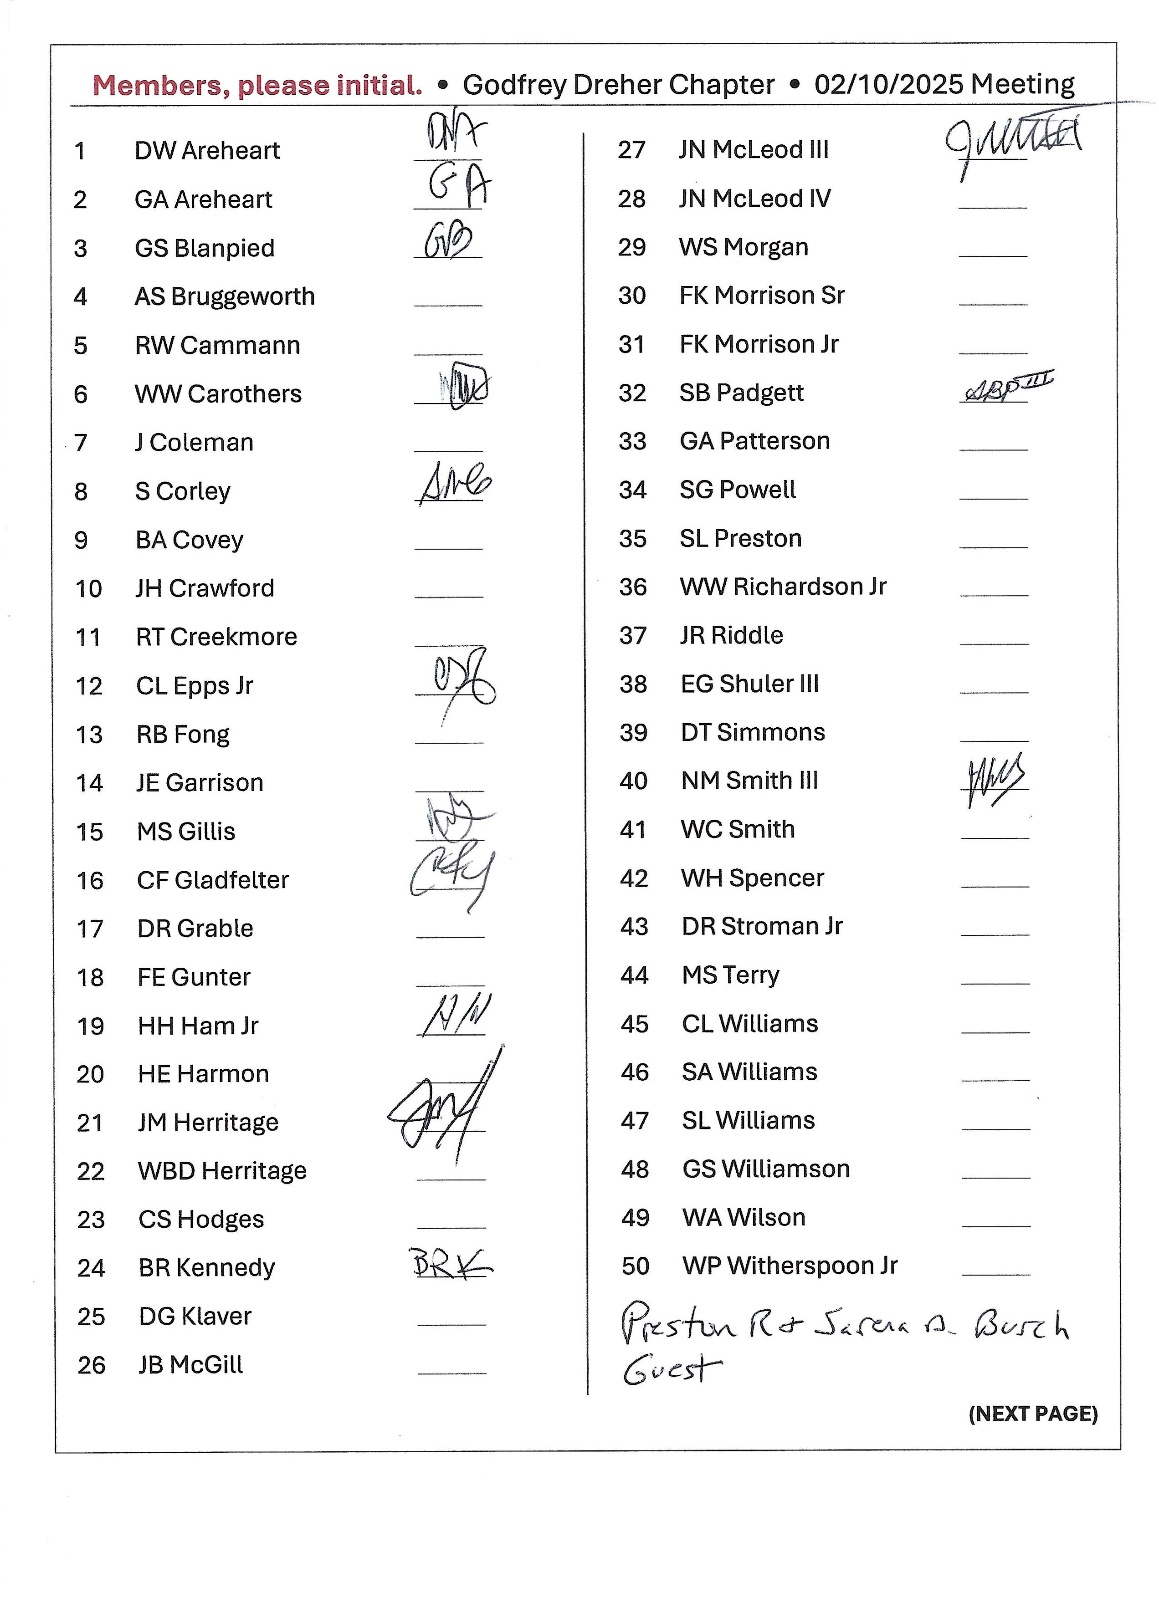 Members, please initial. • Godfrey Dreher Chapter • 02/10/2025 Meeting
1 DW Areheart DNA
2 GA Areheart GA
3 GS Blanpied GB
4 AS Bruggeworth
5 RW Cammann
6 WW Carothers
7 J Coleman
8 S Corley
9 BA Covey
10 JH Crawford
11 RT Creekmore
12 CL Epps Jr
13 RB Fong
14 JE Garrison
15 MS Gillis
16 CF Gladfelter
17 DR Grable
18 FE Gunter
19 HH Ham Jr
20 HE Harmon
21 JM Herritage JMH
22 WBD Herritage
23 CS Hodges
24 BR Kennedy BRK
25 DG Klaver
26 JB McGill
27 JN McLeod III
28 JN McLeod IV
29 WS Morgan
30 FK Morrison Sr
31 FK Morrison Jr
32 SB Padgett SBP III
33 GA Patterson
34 SG Powell
35 SL Preston
36 WW Richardson Jr
37 JR Riddle
38 EG Shuler III
39 DT Simmons
40 NM Smith III NMS
41 WC Smith
42 WH Spencer
43 DR Stroman Jr
44 MS Terry
45 CL Williams
46 SA Williams
47 SL Williams
48 GS Williamson
49 WA Wilson
50 WP Witherspoon Jr
Preston R + Sarena D. Busch
Guest
(NEXT PAGE)